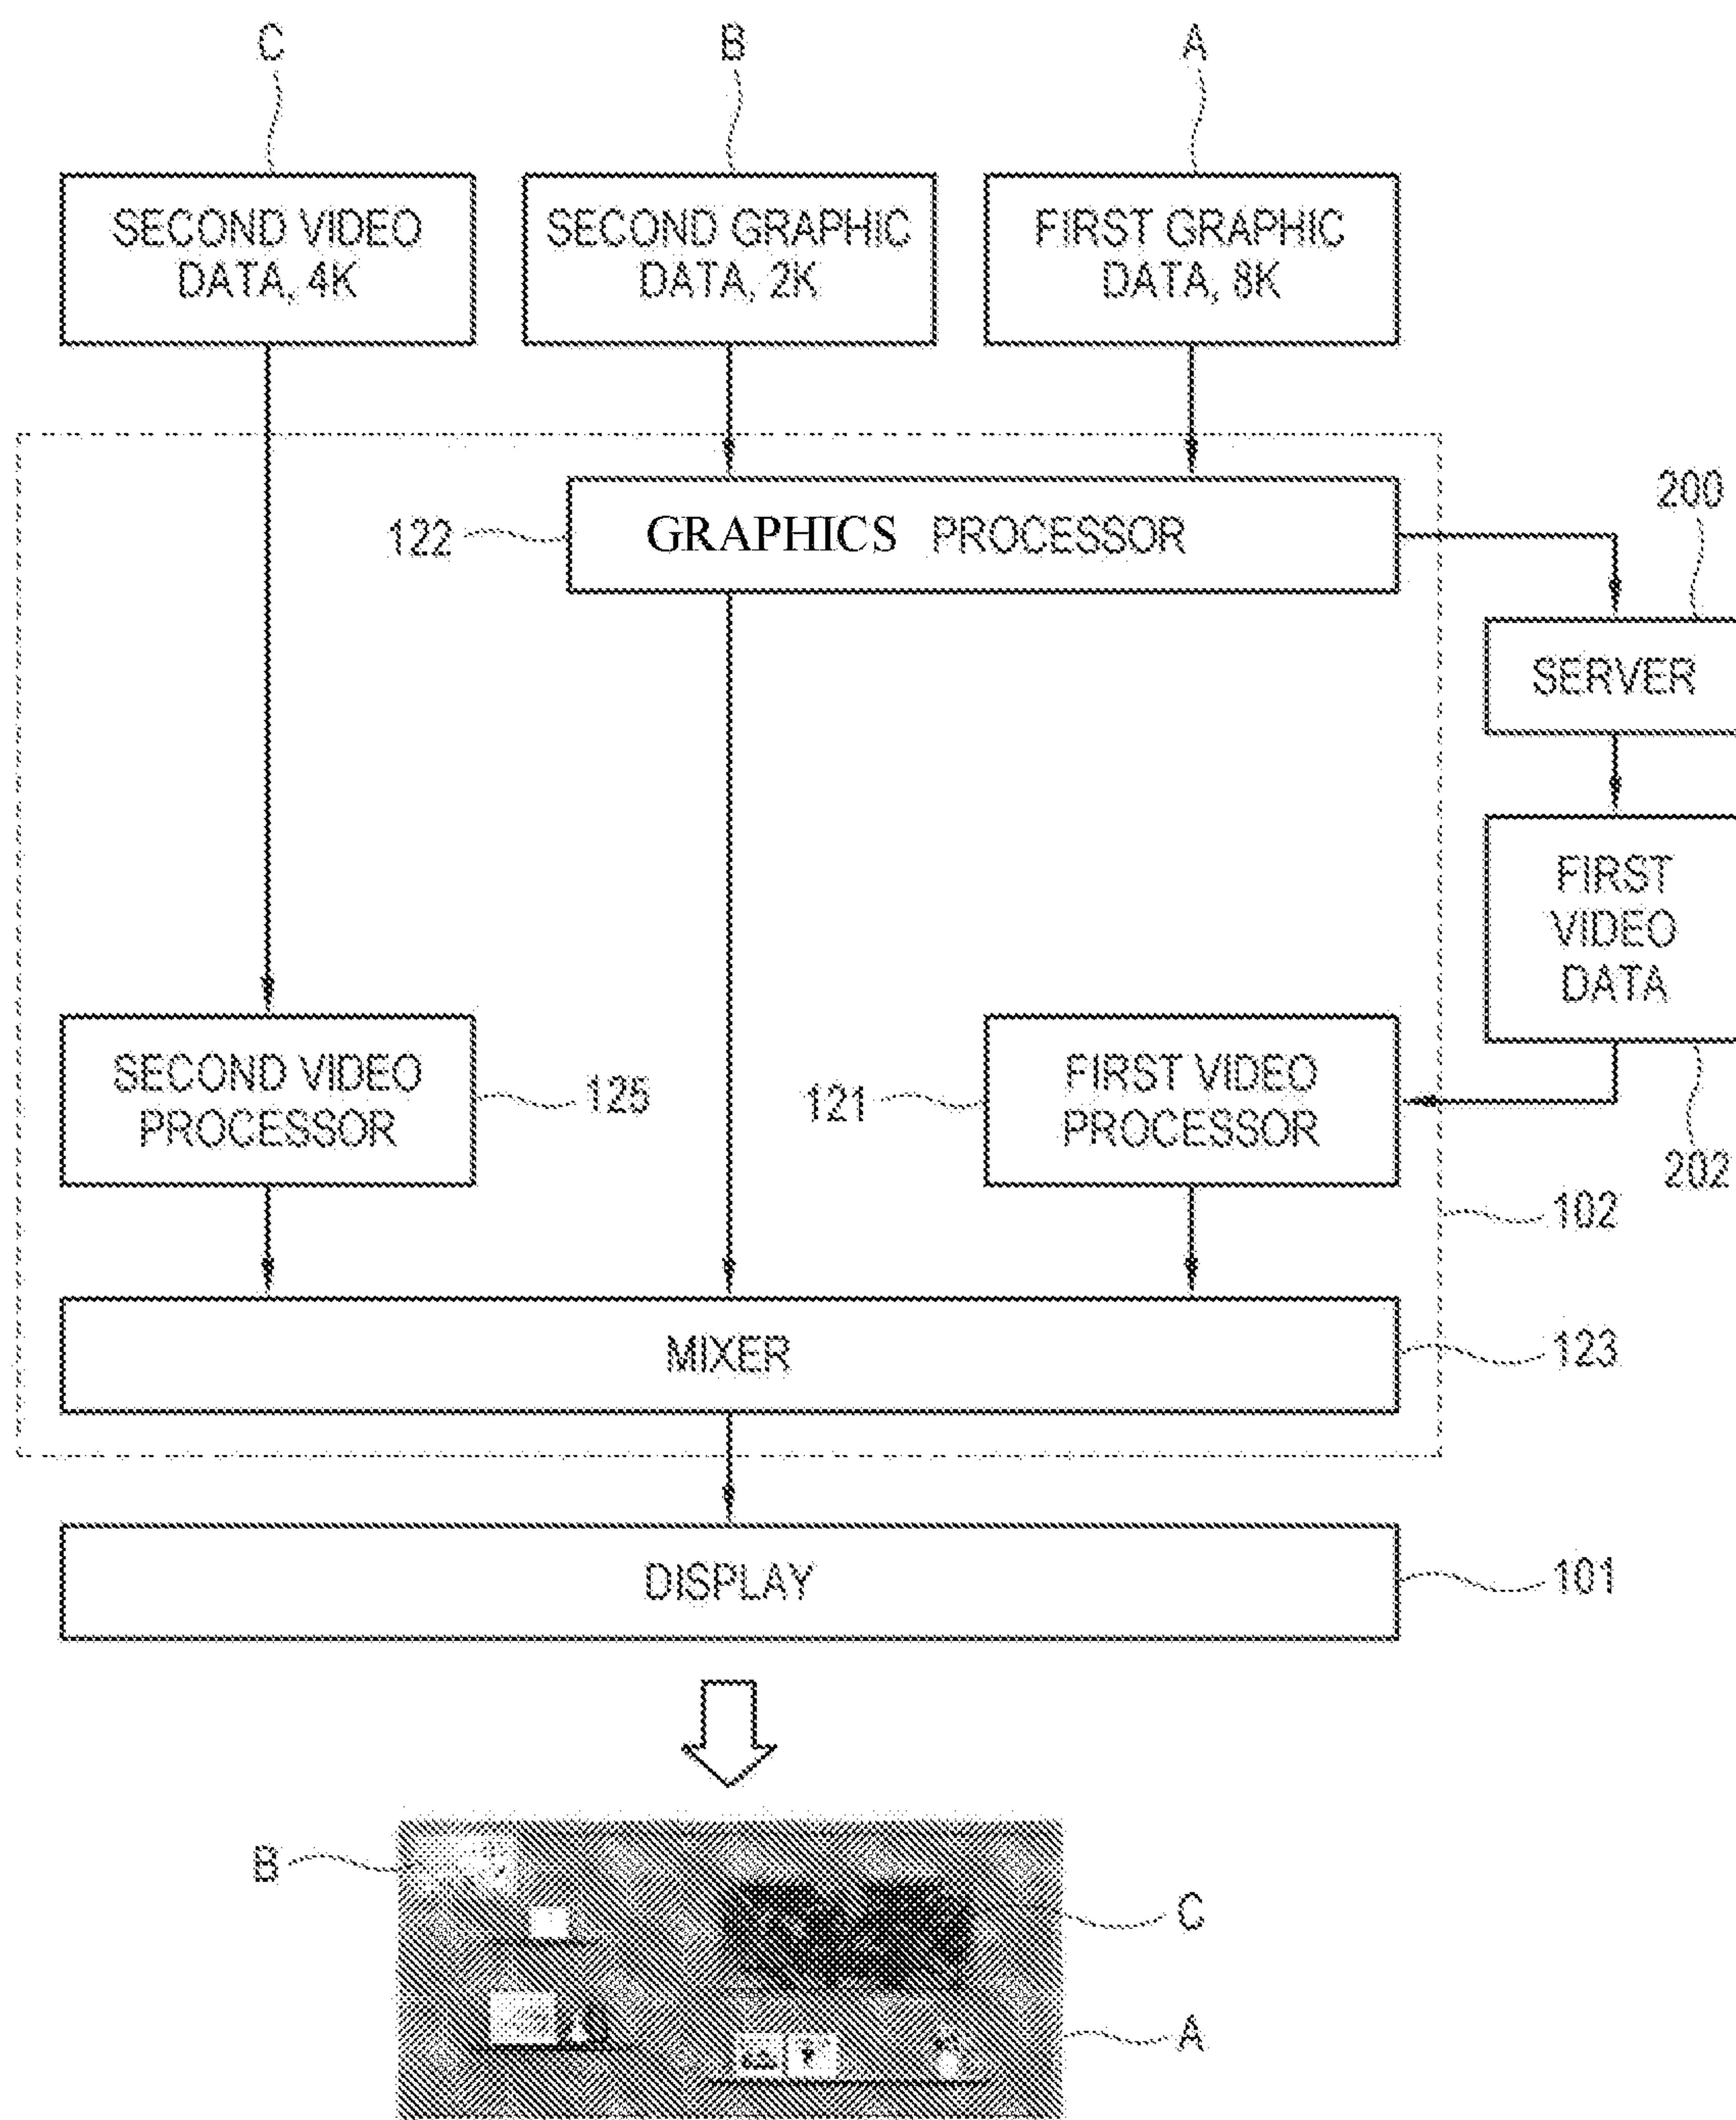 C
B
A
SECOND VIDEO
DATA, 4K
SECOND GRAPHIC
DATA, 2K
FIRST GRAPHIC
DATA, 8K
122
GRAPHICS PROCESSOR
200
SERVER
FIRST
VIDEO
DATA
SECOND VIDEO
PROCESSOR
125
121
FIRST VIDEO
PROCESSOR
202
102
MIXER
123
DISPLAY
101
B
C
A